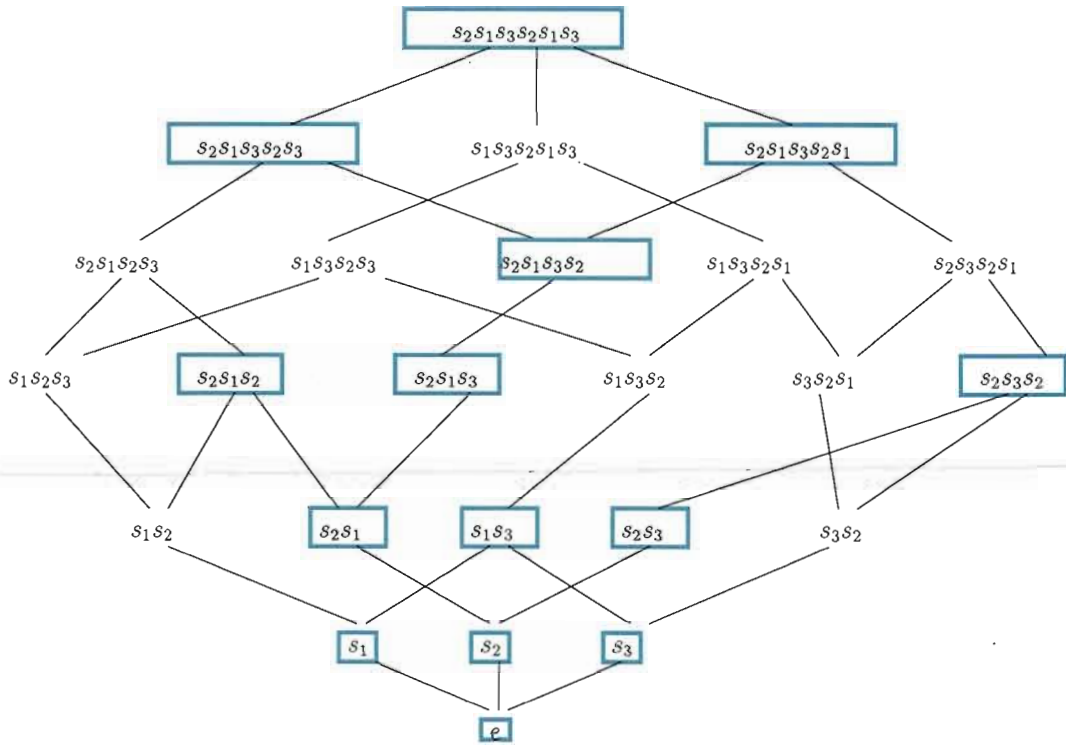 s₂s₁s₃s₂s₁s₃
s₂s₁s₃s₂s₃ s₁s₃s₂s₁s₃ s₂s₁s₃s₂s₁
s₂s₁s₂s₃ s₁s₃s₂s₃ s₂s₁s₃s₂ s₁s₃s₂s₁ s₂s₃s₂s₁
s₁s₂s₃ s₂s₁s₂ s₂s₁s₃ s₁s₃s₂ s₃s₂s₁ s₂s₃s₂
s₁s₂ s₂s₁ s₁s₃ s₂s₃ s₃s₂
s₁ s₂ s₃
e